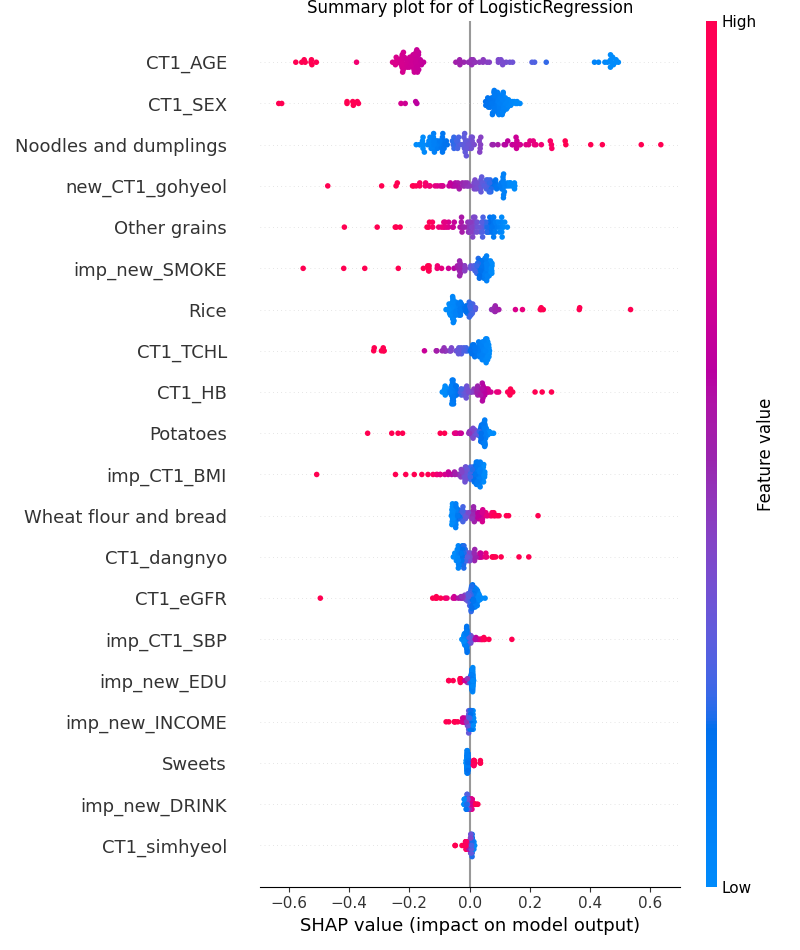 Summary plot for of LogisticRegression
High
CT1_AGE
CT1_SEX
Noodles and dumplings
new_CT1_gohyeol
Other grains
imp_new_SMOKE
Rice
CT1_TCHL
CT1_HB
Potatoes
imp_CT1_BMI
Wheat flour and bread
CT1_dangnyo
CT1_eGFR
imp_CT1_SBP
imp_new_EDU
imp_new_INCOME
Sweets
imp_new_DRINK
CT1_simhyeol
Feature value
Low
−0.6 −0.4 −0.2 0.0 0.2 0.4 0.6
SHAP value (impact on model output)